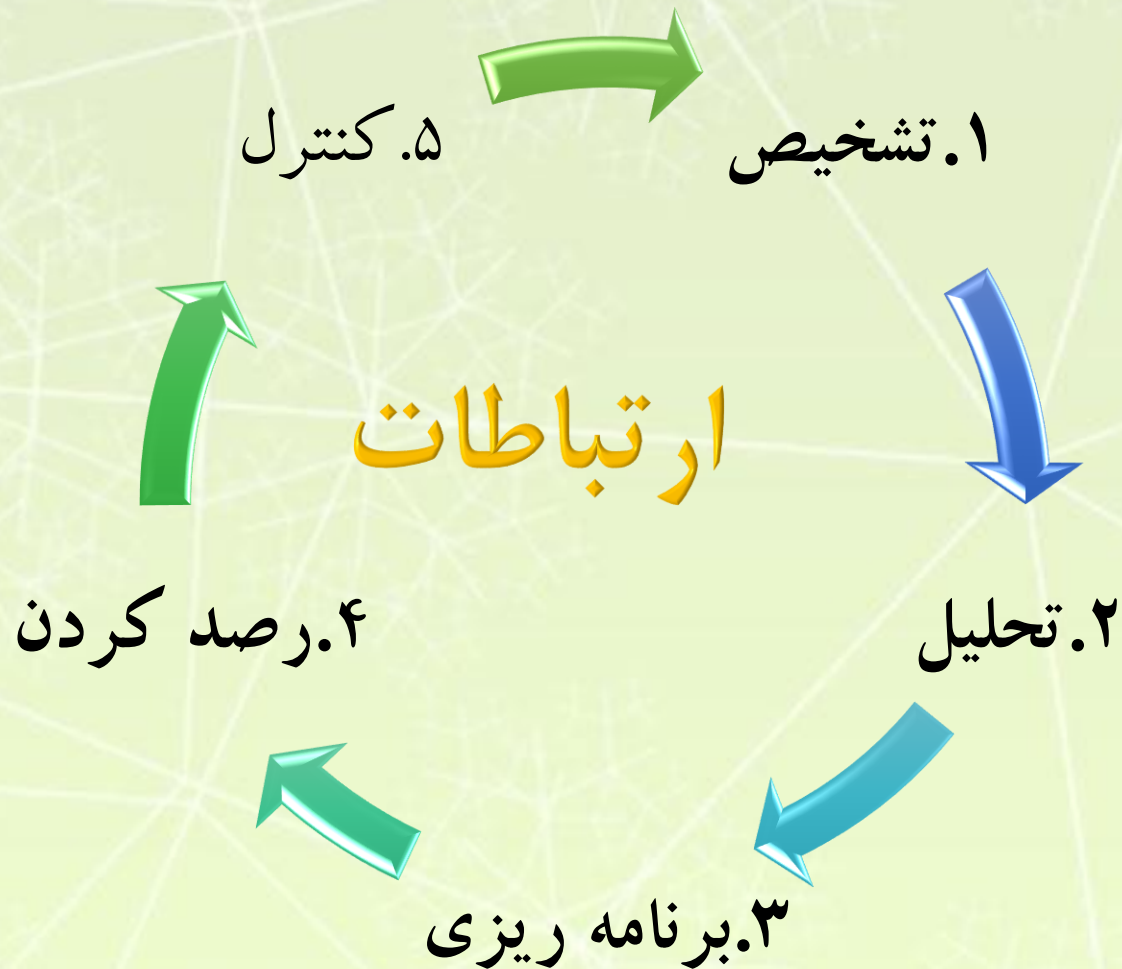 ۱.تشخیص
۲.تحلیل
۳.برنامه ریزی
۴.رصد کردن
۵.کنترل
ارتباطات